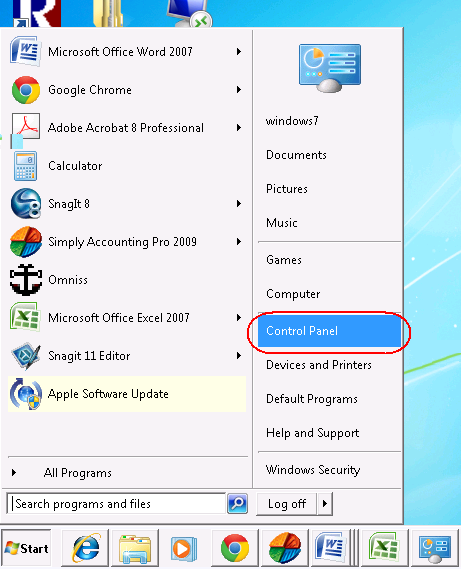 Microsoft Office Word 2007
Google Chrome
Adobe Acrobat 8 Professional
Calculator
SnagIt 8
Simply Accounting Pro 2009
Omniss
Microsoft Office Excel 2007
Snagit 11 Editor
Apple Software Update
All Programs
Search programs and files
windows7
Documents
Pictures
Music
Games
Computer
Control Panel
Devices and Printers
Default Programs
Help and Support
Windows Security
Log off
Start